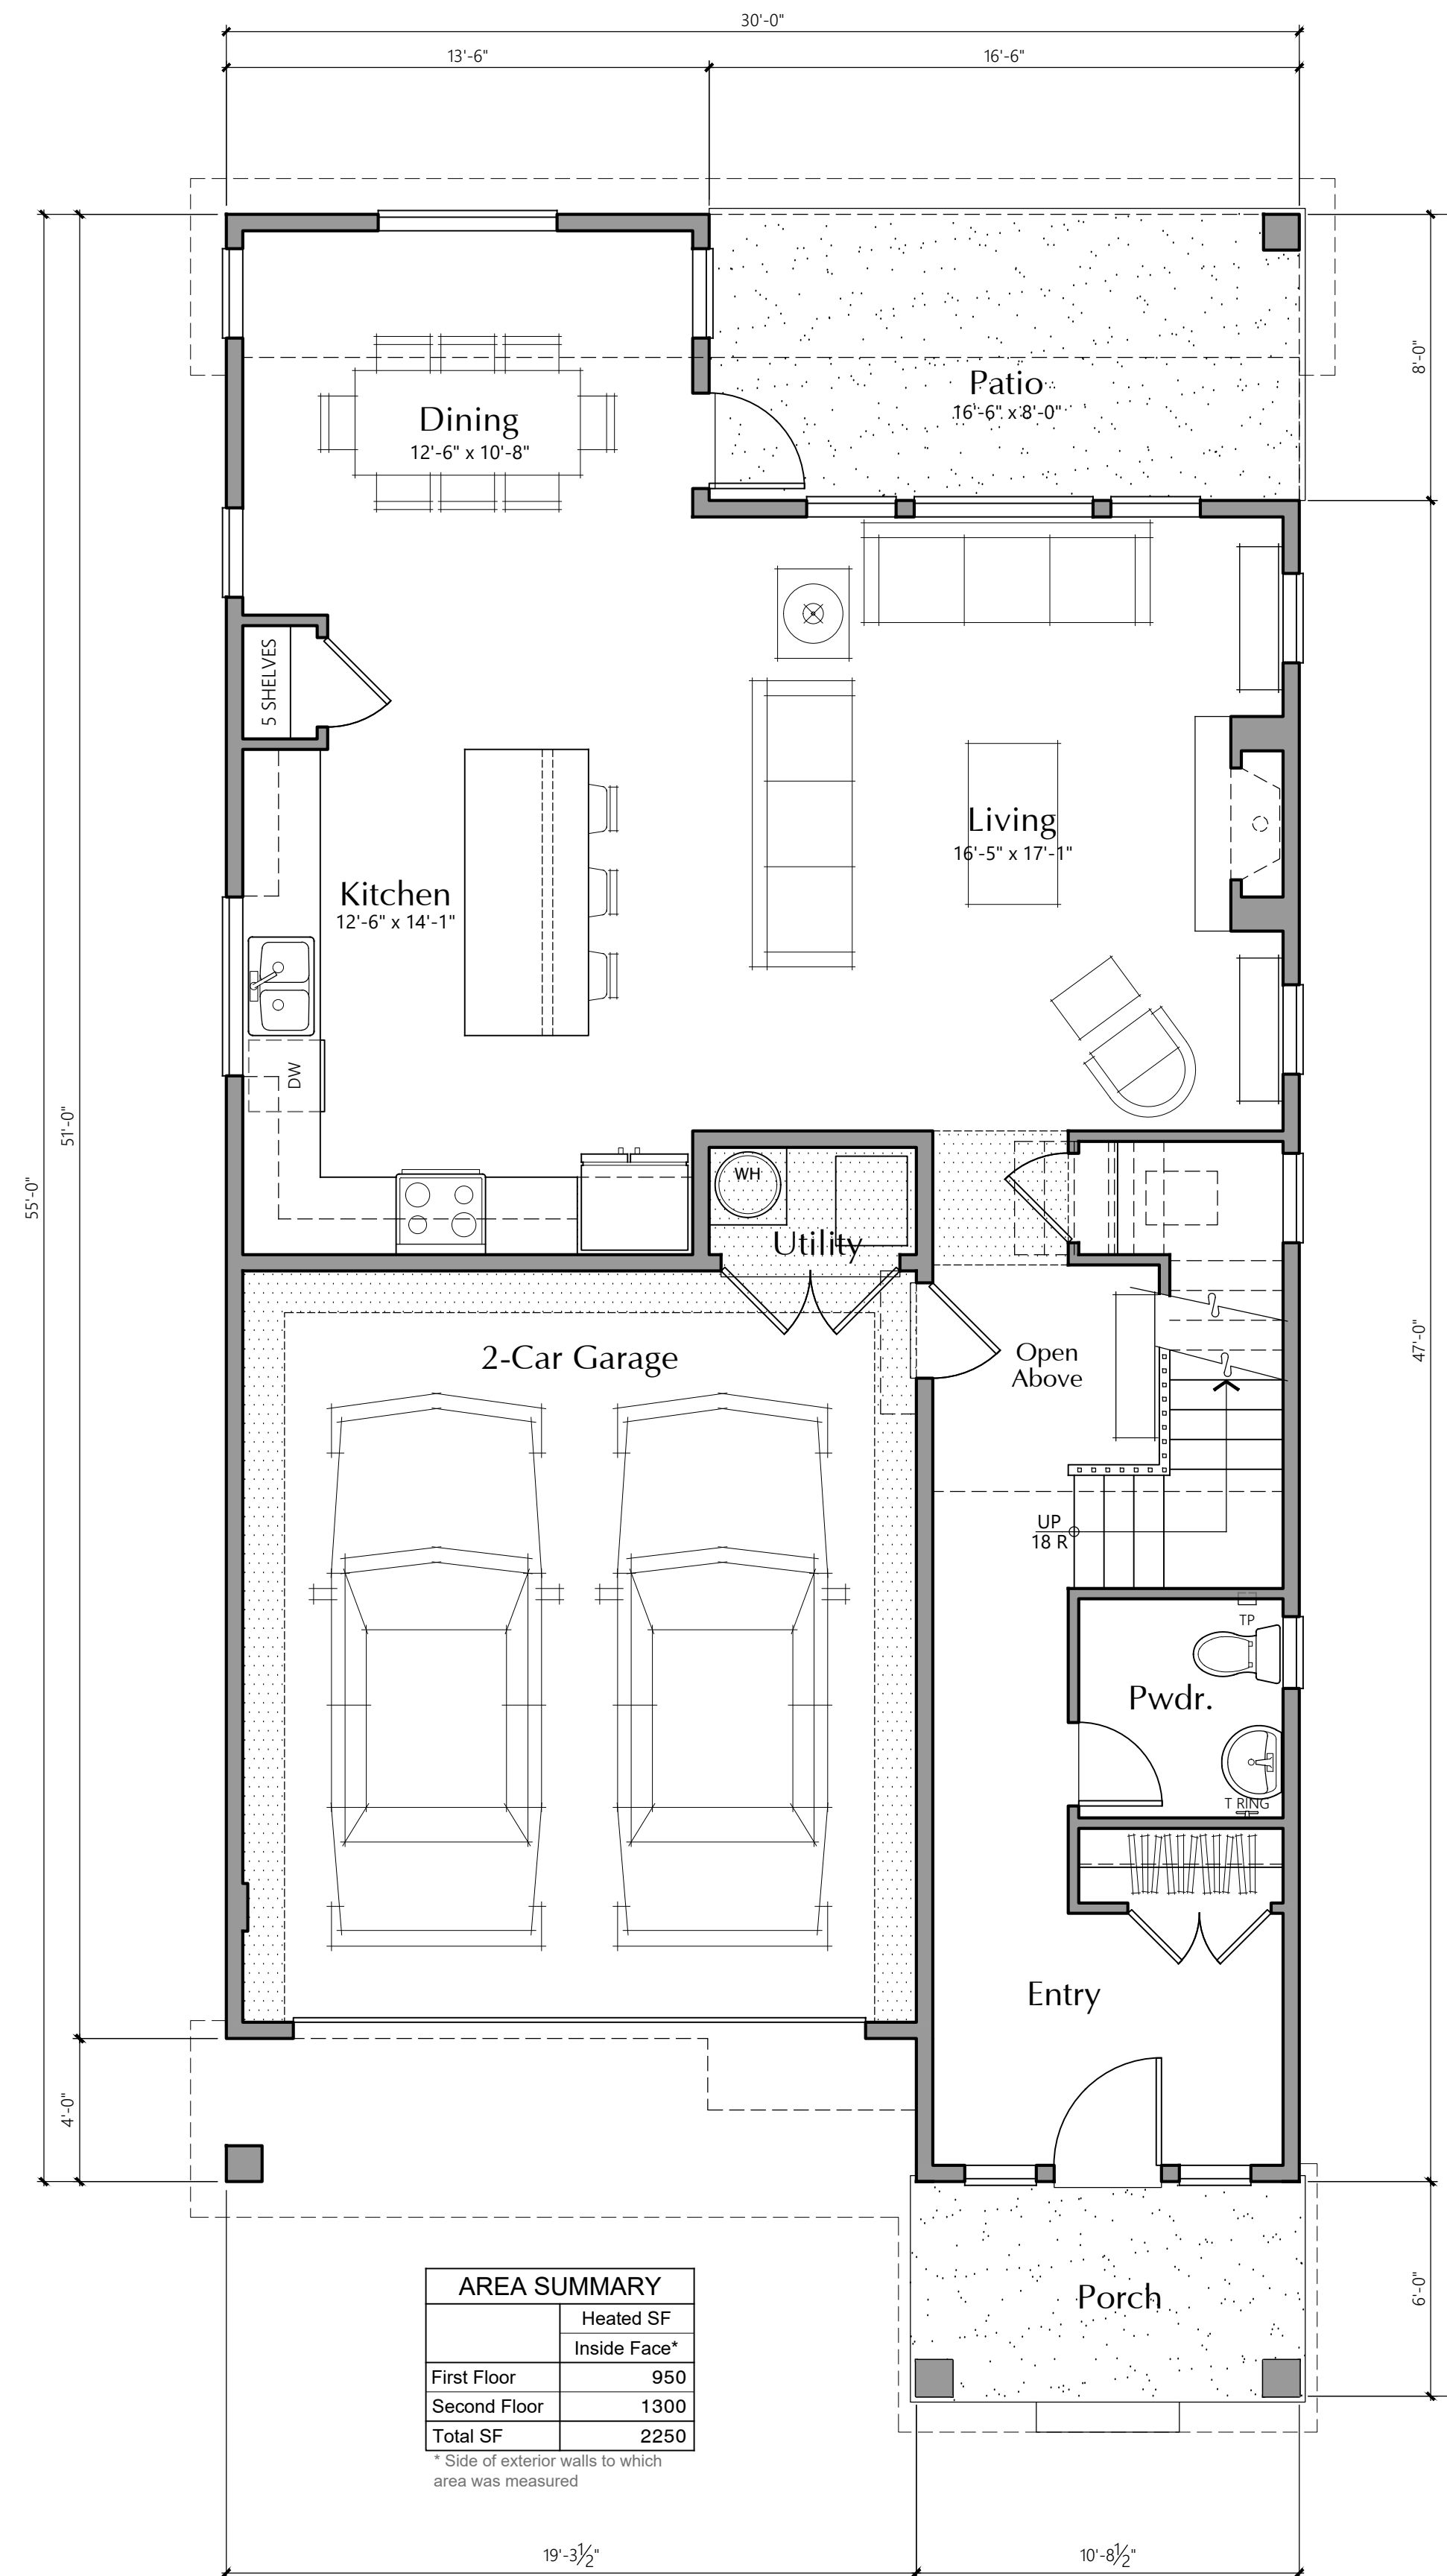 30'-0"
13'-6"
16'-6"
8'-0"
Patio
16'-6" x 8'-0"
Dining
12'-6" x 10'-8"
5 SHELVES
Living
16'-5" x 17'-1"
Kitchen
12'-6" x 14'-1"
DW
51'-0"
55'-0"
WH
Utility
47'-0"
2-Car Garage
Open
Above
UP
18 R
TP
Pwdr.
T RING
Entry
4'-0"
Porch
6'-0"
AREA SUMMARY
Heated SF
Inside Face*
First Floor 950
Second Floor 1300
Total SF 2250
* Side of exterior walls to which
area was measured
19'-3½"
10'-8½"